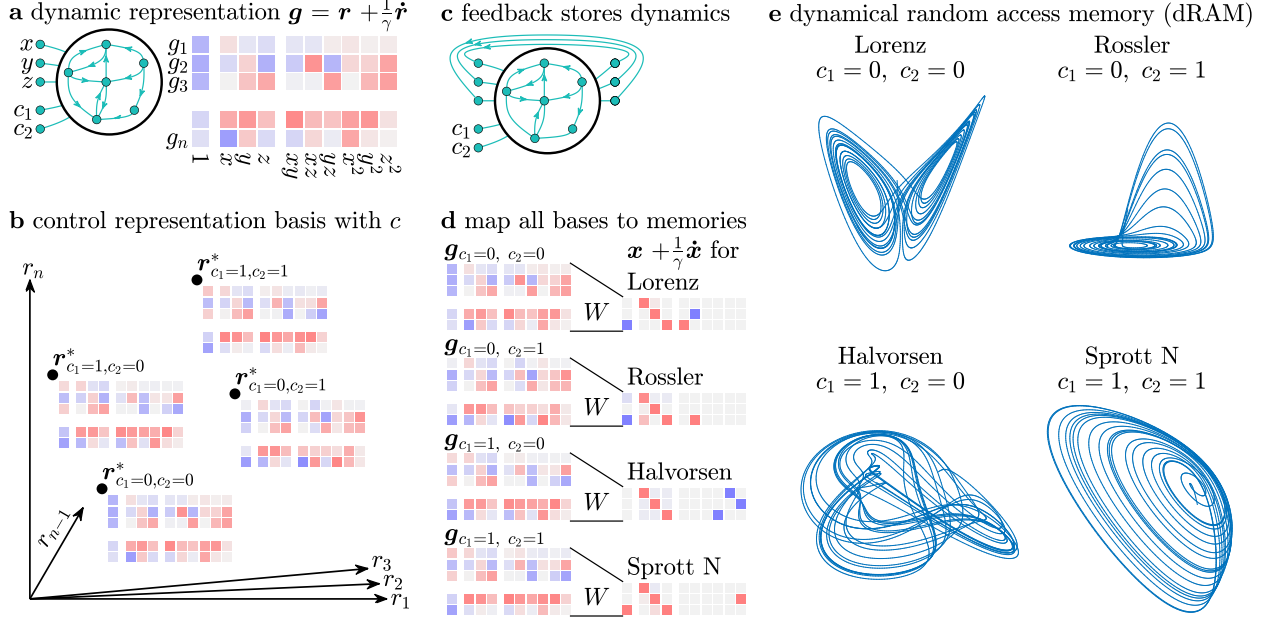 a dynamic representation g = r + 1/γ ṙ
x
y
z
c₁
c₂
g₁
g₂
g₃
gₙ
1 x y z xy xz yz x² y² z²
b control representation basis with c
rₙ
r*c₁=1,c₂=1
r*c₁=1,c₂=0
r*c₁=0,c₂=1
r*c₁=0,c₂=0
rₙ₋₁
r₃
r₂
r₁
c feedback stores dynamics
c₁
c₂
d map all bases to memories
g c₁=0, c₂=0
x + 1/γ ẋ for
Lorenz
W
g c₁=0, c₂=1
Rossler
W
g c₁=1, c₂=0
Halvorsen
W
g c₁=1, c₂=1
Sprott N
W
e dynamical random access memory (dRAM)
Lorenz
c₁ = 0, c₂ = 0
Rossler
c₁ = 0, c₂ = 1
Halvorsen
c₁ = 1, c₂ = 0
Sprott N
c₁ = 1, c₂ = 1